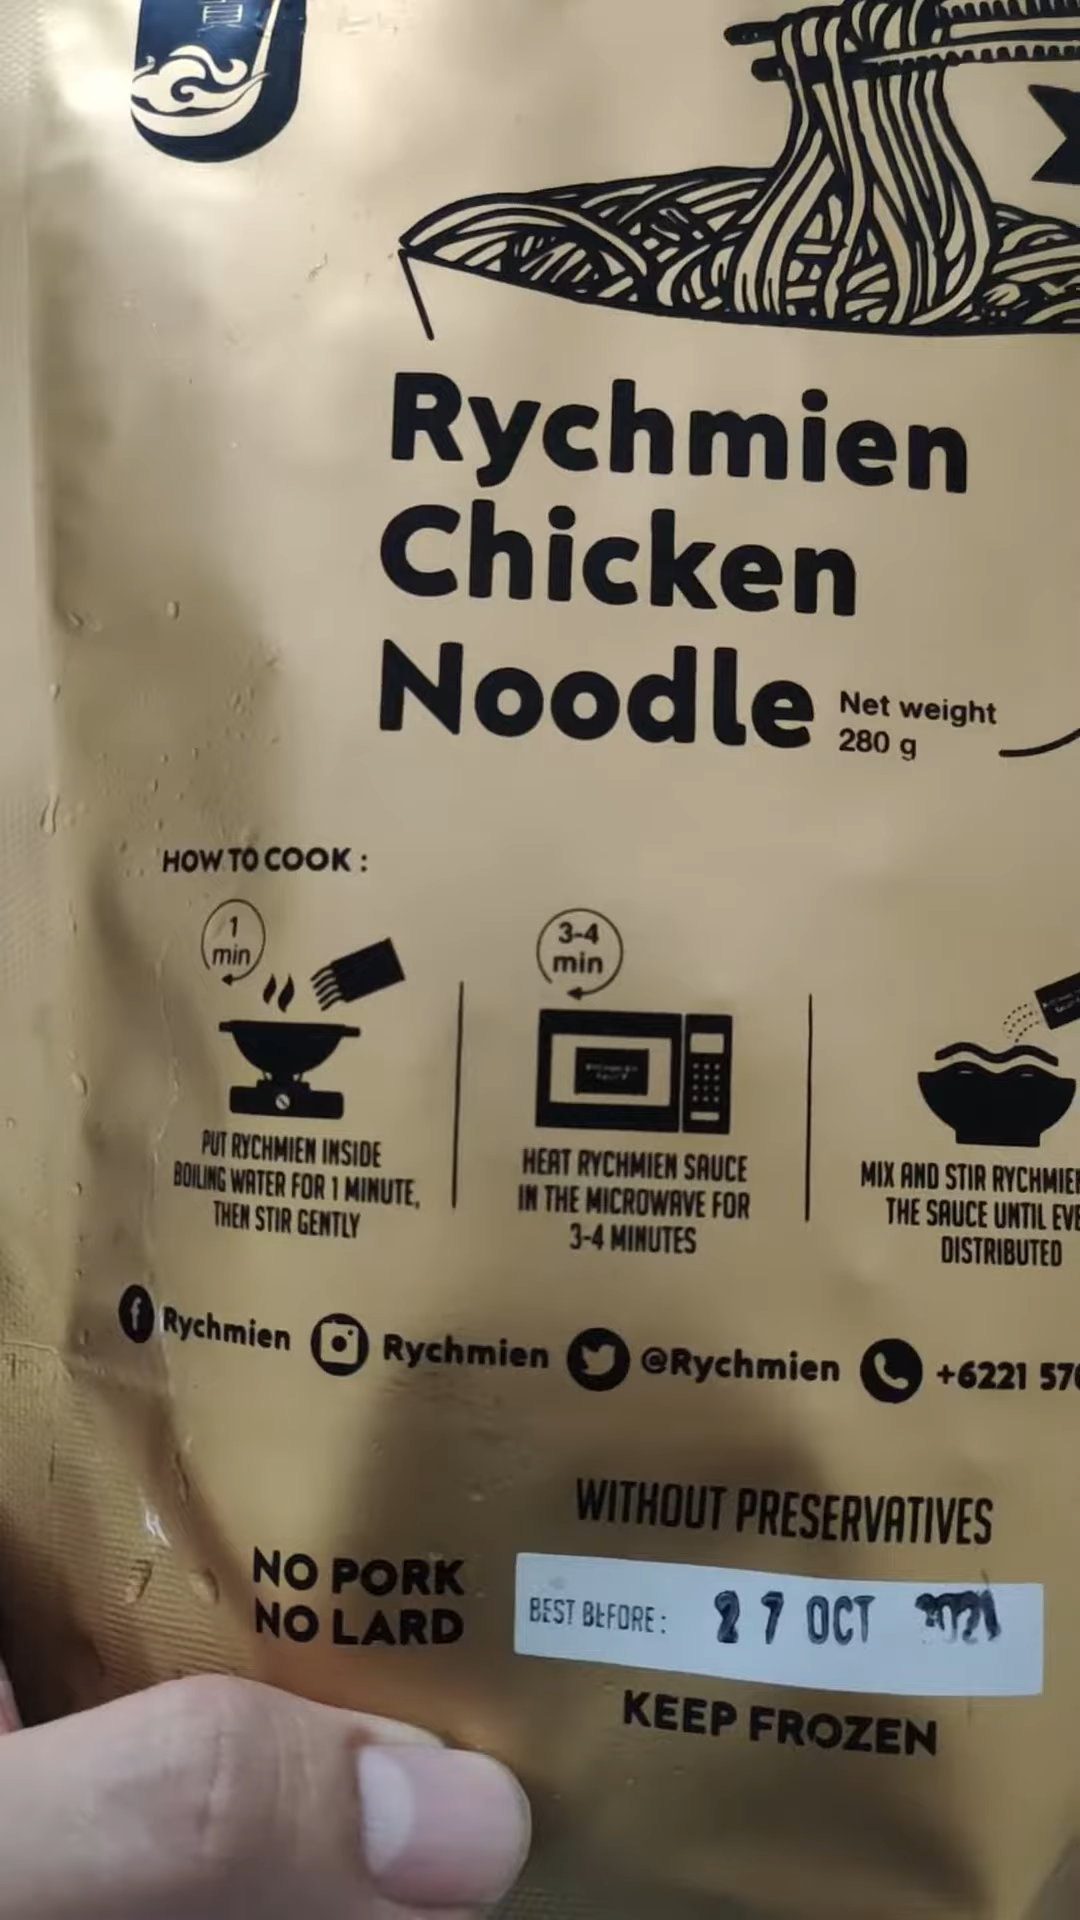 Rychmien
Chicken
Noodle
Net weight
280 g
HOW TO COOK :
1
min
PUT RYCHMIEN INSIDE
BOILING WATER FOR 1 MINUTE,
THEN STIR GENTLY
3-4
min
HEAT RYCHMIEN SAUCE
IN THE MICROWAVE FOR
3-4 MINUTES
MIX AND STIR RYCHMIEN
THE SAUCE UNTIL
DISTRIBUTED
Rychmien Rychmien @Rychmien +6221
WITHOUT PRESERVATIVES
NO PORK
NO LARD
BEST BEFORE : 27 OCT
KEEP FROZEN